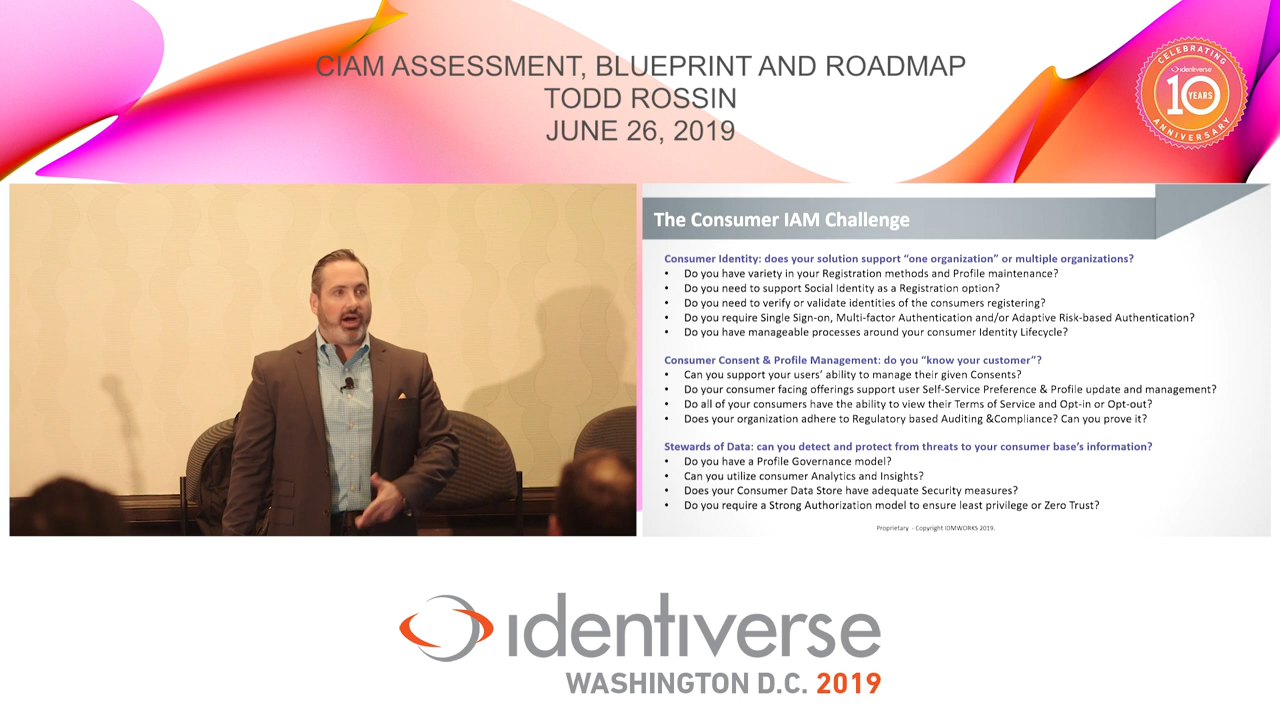 CIAM ASSESSMENT, BLUEPRINT AND ROADMAP
TODD ROSSIN
JUNE 26, 2019
CELEBRATING
identiverse
10 YEARS
ANNIVERSARY
The Consumer IAM Challenge
Consumer Identity: does your solution support “one organization” or multiple organizations?
• Do you have variety in your Registration methods and Profile maintenance?
• Do you need to support Social Identity as a Registration option?
• Do you need to verify or validate identities of the consumers registering?
• Do you require Single Sign-on, Multi-factor Authentication and/or Adaptive Risk-based Authentication?
• Do you have manageable processes around your consumer Identity Lifecycle?
Consumer Consent & Profile Management: do you “know your customer”?
• Can you support your users’ ability to manage their given Consents?
• Do your consumer facing offerings support user Self-Service Preference & Profile update and management?
• Do all of your consumers have the ability to view their Terms of Service and Opt-in or Opt-out?
• Does your organization adhere to Regulatory based Auditing &Compliance? Can you prove it?
Stewards of Data: can you detect and protect from threats to your consumer base’s information?
• Do you have a Profile Governance model?
• Can you utilize consumer Analytics and Insights?
• Does your Consumer Data Store have adequate Security measures?
• Do you require a Strong Authorization model to ensure least privilege or Zero Trust?
Proprietary - Copyright IDMWORKS 2019.
identiverse
WASHINGTON D.C. 2019